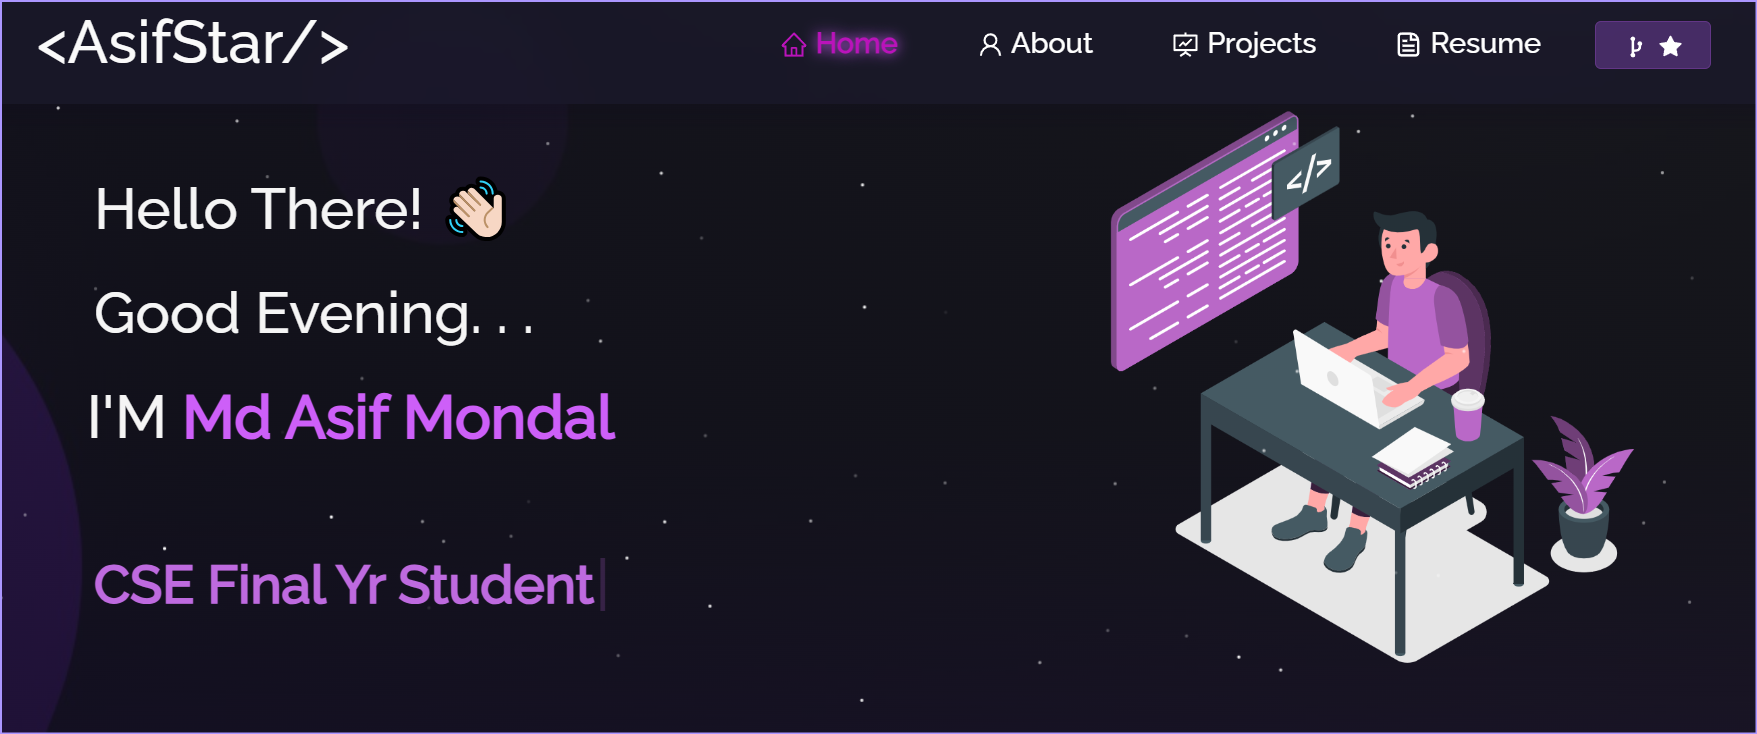 <AsifStar/>
Home About Projects Resume
</>
Hello There! 👋🏻
Good Evening. . .
I'M Md Asif Mondal
CSE Final Yr Student